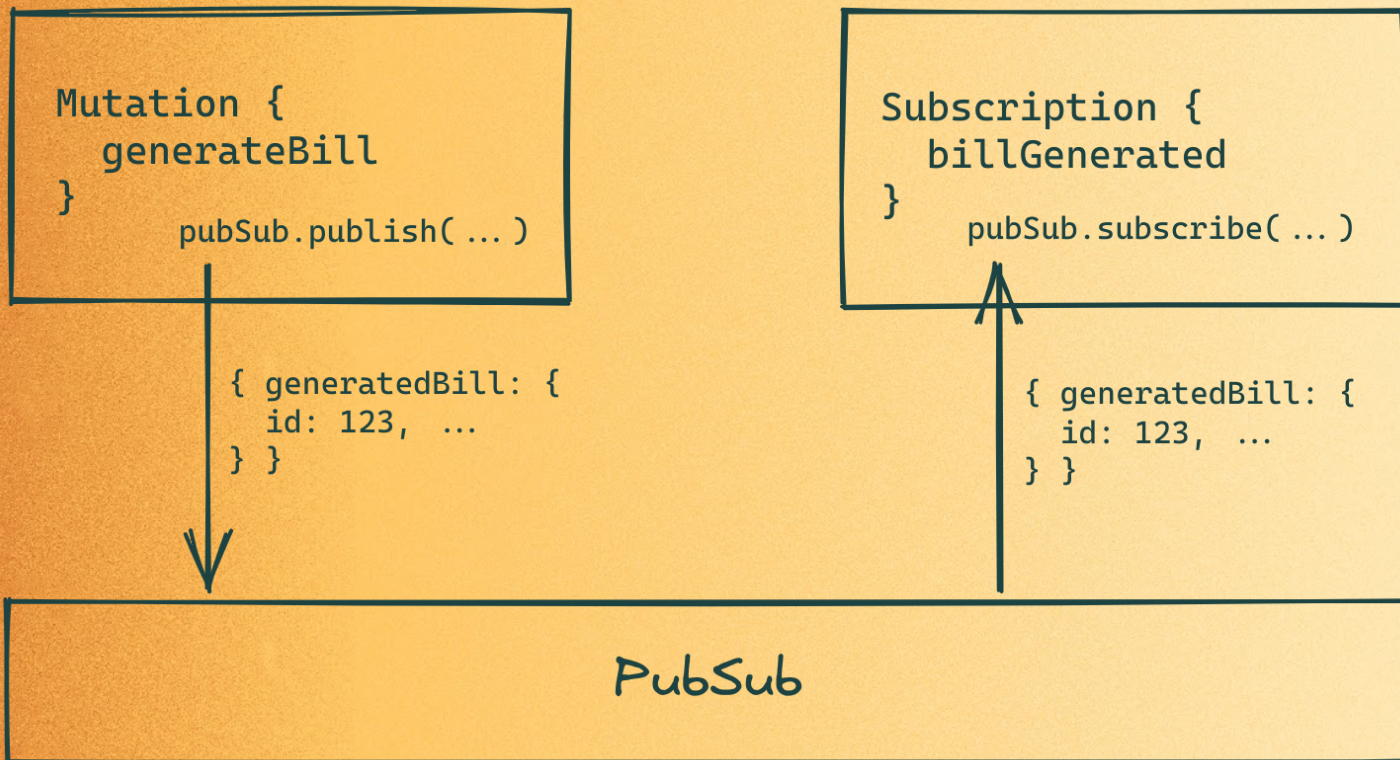 Mutation {
  generateBill
}
pubSub.publish(...)
Subscription {
  billGenerated
}
pubSub.subscribe(...)
{ generatedBill: {
  id: 123, ...
} }
{ generatedBill: {
  id: 123, ...
} }
PubSub